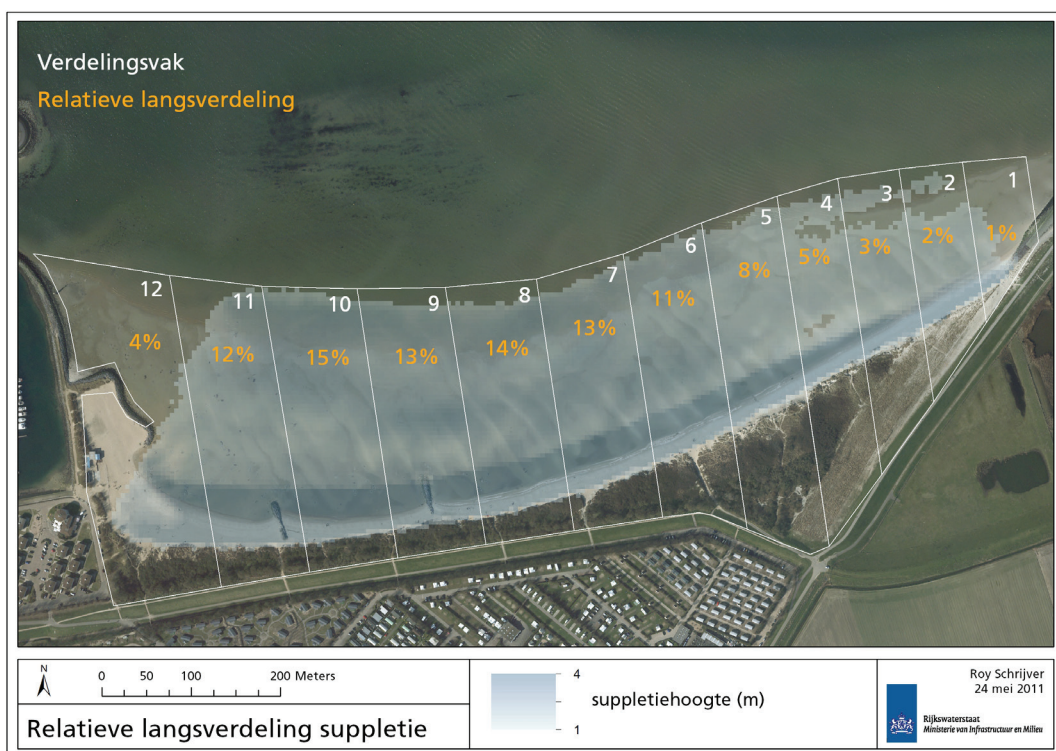 Verdelingsvak
Relatieve langsverdeling
1
2
3
4
5
6
7
8
9
10
11
12
1%
2%
3%
5%
8%
11%
13%
14%
13%
15%
12%
4%
N
0 50 100 200 Meters
Relatieve langsverdeling suppletie
4
suppletiehoogte (m)
1
Roy Schrijver
24 mei 2011
Rijkswaterstaat
Ministerie van Infrastructuur en Milieu